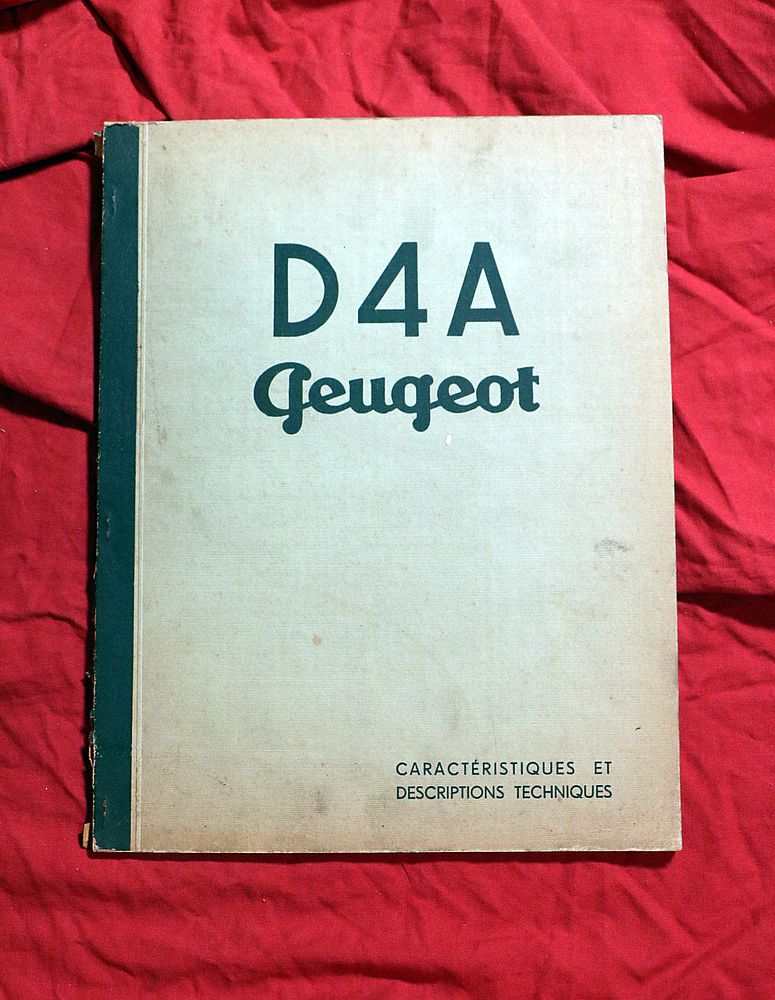 D4A
Peugeot
CARACTÉRISTIQUES ET
DESCRIPTIONS TECHNIQUES